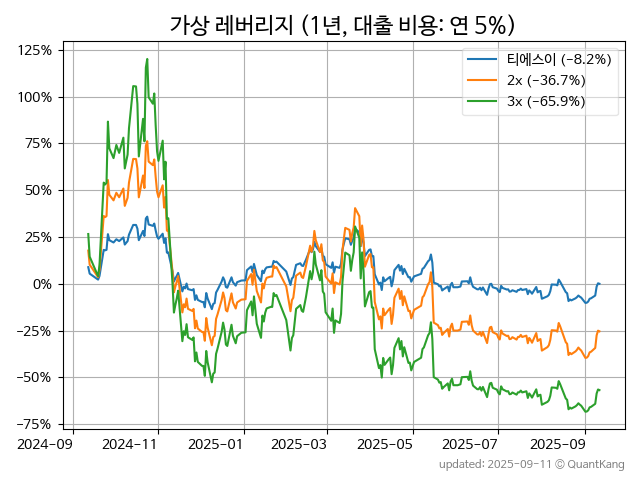 가상 레버리지 (1년, 대출 비용: 연 5%)
티에스이 (−8.2%)
2x (−36.7%)
3x (−65.9%)
125%
100%
75%
50%
25%
0%
−25%
−50%
−75%
2024-09 2024-11 2025-01 2025-03 2025-05 2025-07 2025-09
updated: 2025-09-11 © QuantKang